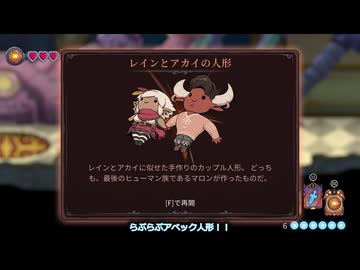 レインとアカイの人形
レインとアカイに似せた手作りのカップル人形。どっち
も、最後のヒューマン族であるマロンが作ったものだ。
[F]で再開
らぶらぶアベック人形！！
6